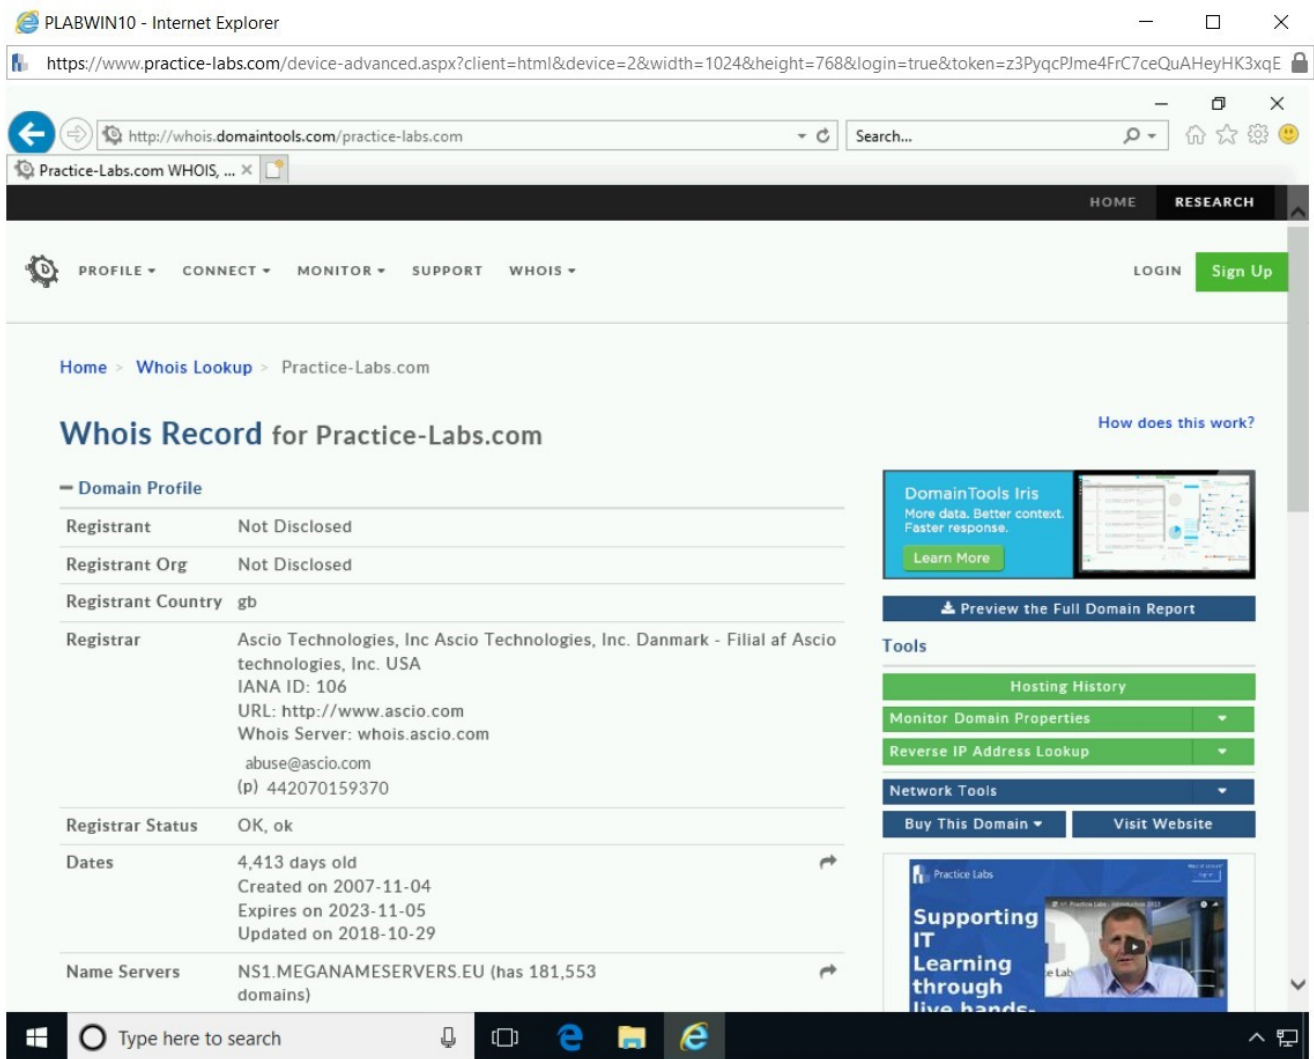 PLABWIN10 - Internet Explorer
https://www.practice-labs.com/device-advanced.aspx?client=html&device=2&width=1024&height=768&login=true&token=z3PyqcPJme4FrC7ceQuAHeyHK3xqE
http://whois.domaintools.com/practice-labs.com
Search...
Practice-Labs.com WHOIS, ...
HOME RESEARCH
PROFILE CONNECT MONITOR SUPPORT WHOIS LOGIN Sign Up
Home > Whois Lookup > Practice-Labs.com
Whois Record for Practice-Labs.com
How does this work?
Domain Profile
Registrant Not Disclosed
Registrant Org Not Disclosed
Registrant Country gb
Registrar Ascio Technologies, Inc Ascio Technologies, Inc. Danmark - Filial af Ascio
technologies, Inc. USA
IANA ID: 106
URL: http://www.ascio.com
Whois Server: whois.ascio.com
abuse@ascio.com
(p) 442070159370
Registrar Status OK, ok
Dates 4,413 days old
Created on 2007-11-04
Expires on 2023-11-05
Updated on 2018-10-29
Name Servers NS1.MEGANAMESERVERS.EU (has 181,553
domains)
DomainTools Iris
More data. Better context.
Faster response.
Learn More
Preview the Full Domain Report
Tools
Hosting History
Monitor Domain Properties
Reverse IP Address Lookup
Network Tools
Buy This Domain
Visit Website
Practice Labs
Supporting
IT
Learning
through
live hands-
Type here to search